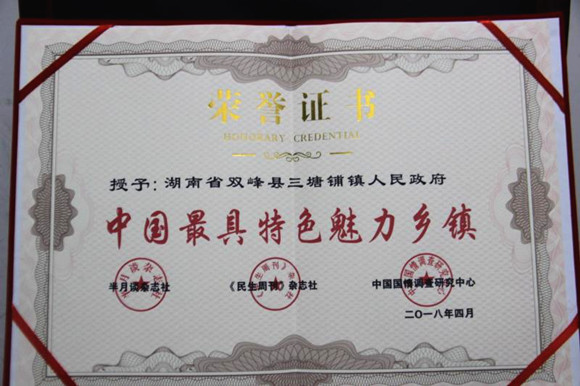 荣誉证书
HONORARY CREDENTIAL
授予：湖南省双峰县三塘铺镇人民政府
中国最具特色魅力乡镇
半月谈杂志社 《民生周刊》杂志社 中国国情调查研究中心
二〇一八年四月